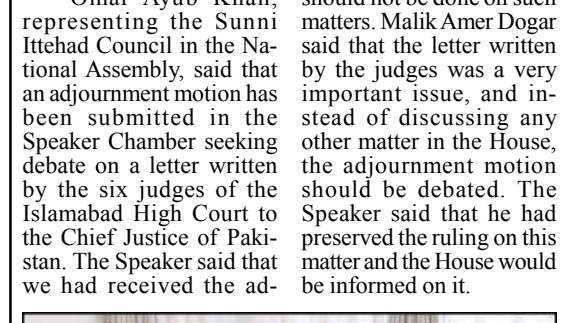 Omar Ayub Khan,
representing the Sunni
Ittehad Council in the Na-
tional Assembly, said that
an adjournment motion has
been submitted in the
Speaker Chamber seeking
debate on a letter written
by the six judges of the
Islamabad High Court to
the Chief Justice of Paki-
stan. The Speaker said that
we had received the ad-
should not be done on such
matters. Malik Amer Dogar
said that the letter written
by the judges was a very
important issue, and in-
stead of discussing any
other matter in the House,
the adjournment motion
should be debated. The
Speaker said that he had
preserved the ruling on this
matter and the House would
be informed on it.